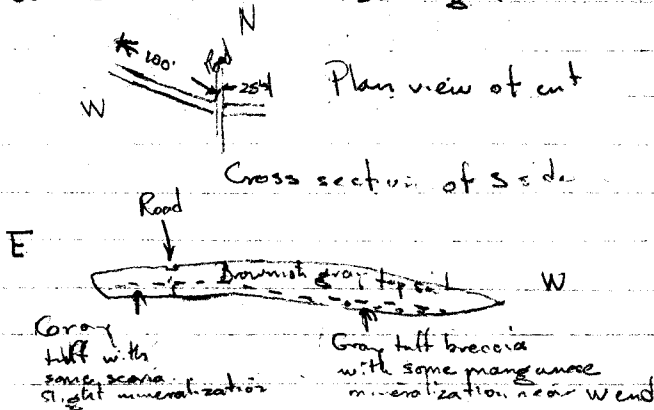 N
100'
Road
25'
W
Plan view of cut
Cross section of S side
Road
E
Brownish gray top soil
W
Gray
tuff with
some scoria
slight mineralization
Gray tuff breccia
with some manganese
mineralization near W end